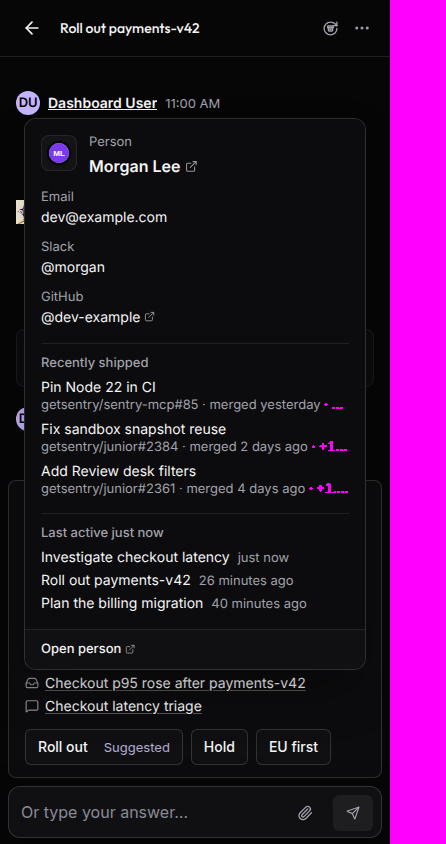 Roll out payments-v42
DU Dashboard User 11:00 AM
ML
Person
Morgan Lee
Email
dev@example.com
Slack
@morgan
GitHub
@dev-example
Recently shipped
Pin Node 22 in CI
getsentry/sentry-mcp#85 · merged yesterday · ...
Fix sandbox snapshot reuse
getsentry/junior#2384 · merged 2 days ago · +1...
Add Review desk filters
getsentry/junior#2361 · merged 4 days ago · +1...
Last active just now
Investigate checkout latency just now
Roll out payments-v42 26 minutes ago
Plan the billing migration 40 minutes ago
Open person
Checkout p95 rose after payments-v42
Checkout latency triage
Roll out Suggested Hold EU first
Or type your answer...